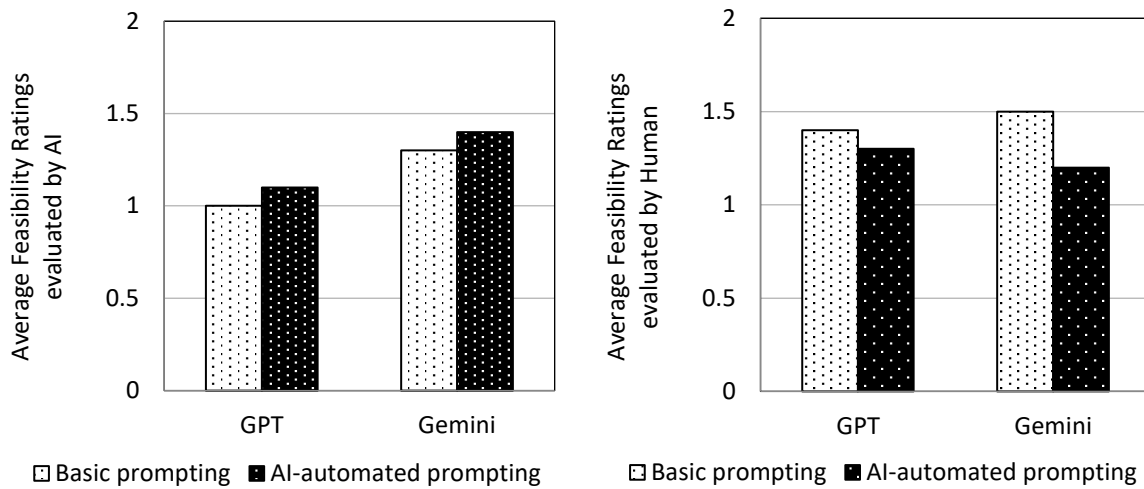 Average Feasibility Ratings
evaluated by AI
2
1.5
1
0.5
0
GPT
Gemini
Basic prompting
AI-automated prompting
Average Feasibility Ratings
evaluated by Human
2
1.5
1
0.5
0
GPT
Gemini
Basic prompting
AI-automated prompting